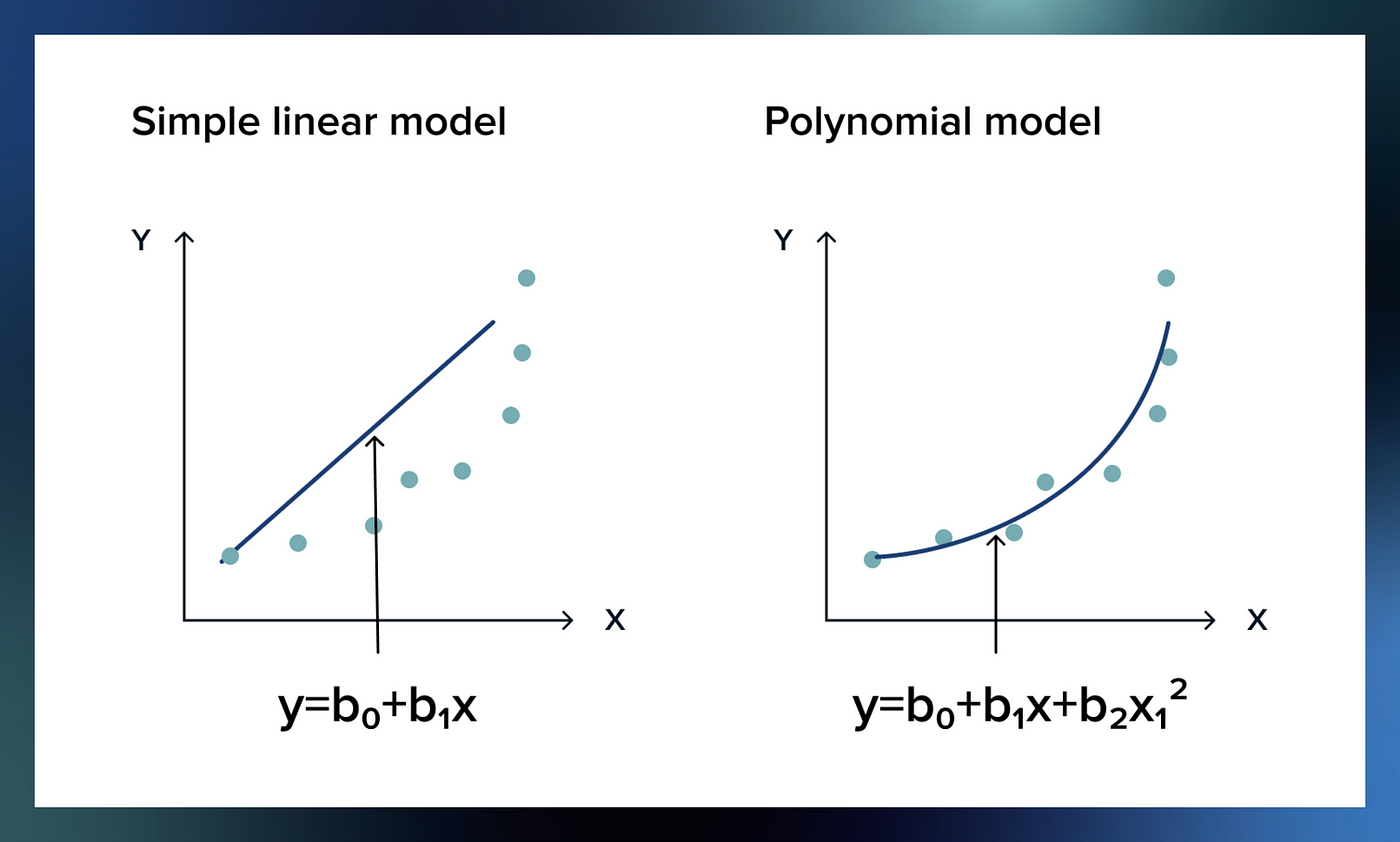 Simple linear model
Y
X
y=b₀+b₁x
Polynomial model
Y
X
y=b₀+b₁x+b₂x₁²